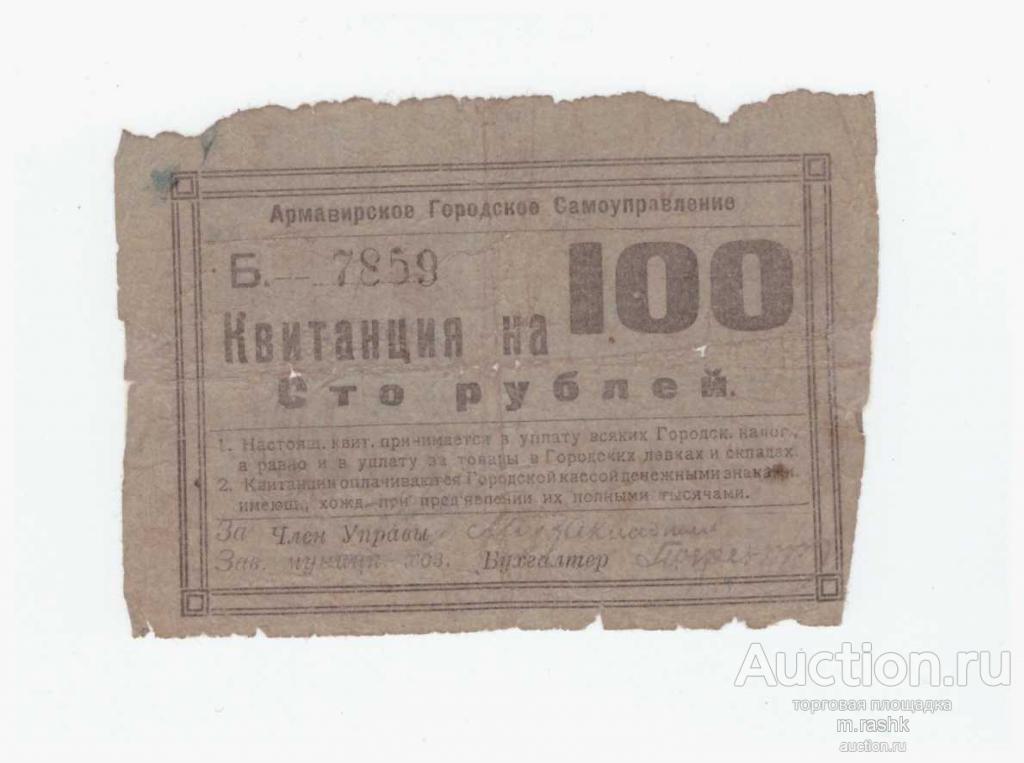 Армавирское Городское Самоуправление
Б. — 7859
100
Квитанция на
Сто рублей.
1. Настоящ. квит. принимается в уплату всяких Городск. налог.,
а равно и в уплату за товары в Городских лавках и складах.
2. Квитанции оплачиваются Городской кассой денежными знаками,
имеющ. хожд. при предъявлении их полными тысячами.
За Член Управы
Зав. муницип. хоз. Бухгалтер
Auction.ru
торговая площадка
m.rashk
auction.ru